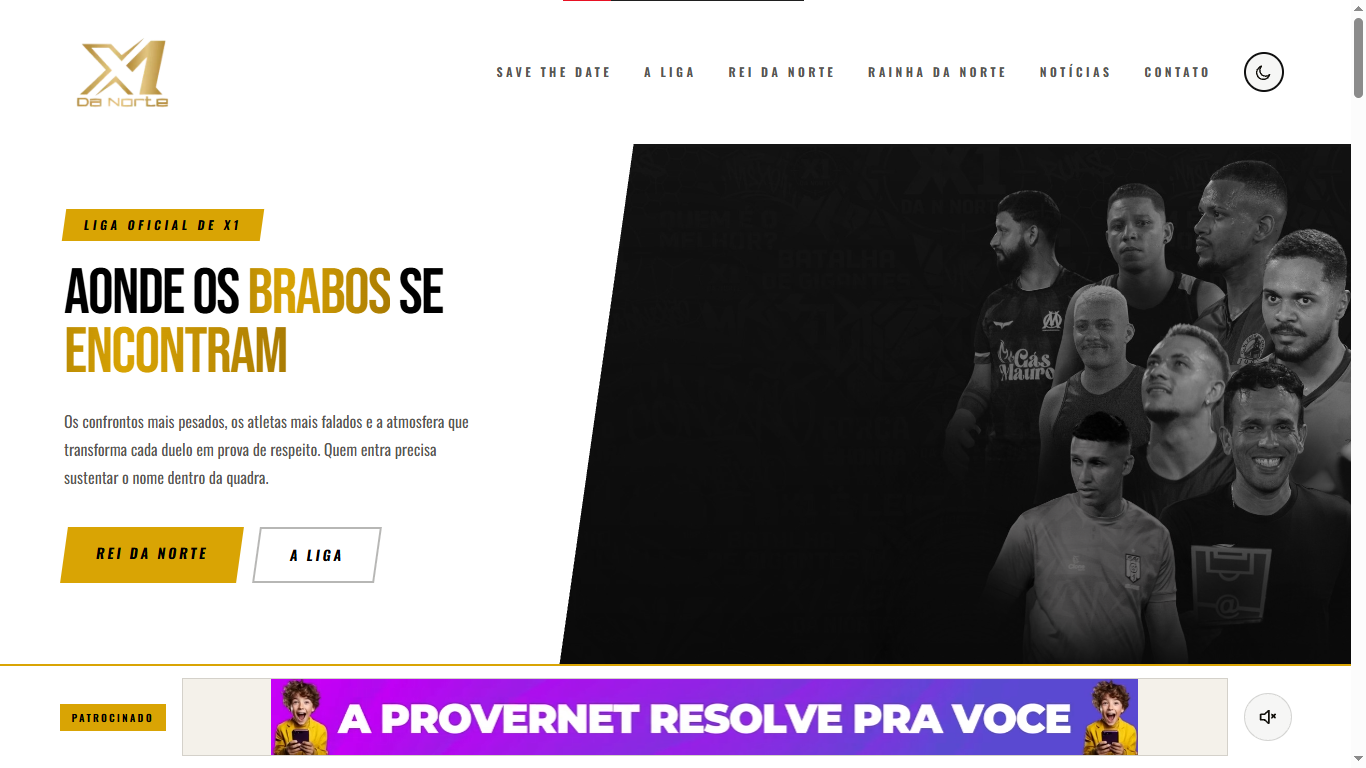 X1
Da Norte
SAVE THE DATE
A LIGA
REI DA NORTE
RAINHA DA NORTE
NOTÍCIAS
CONTATO
LIGA OFICIAL DE X1
AONDE OS BRABOS SE
ENCONTRAM
Os confrontos mais pesados, os atletas mais falados e a atmosfera que
transforma cada duelo em prova de respeito. Quem entra precisa
sustentar o nome dentro da quadra.
REI DA NORTE
A LIGA
Gás
Mauro
PATROCINADO
A PROVERNET RESOLVE PRA VOCE